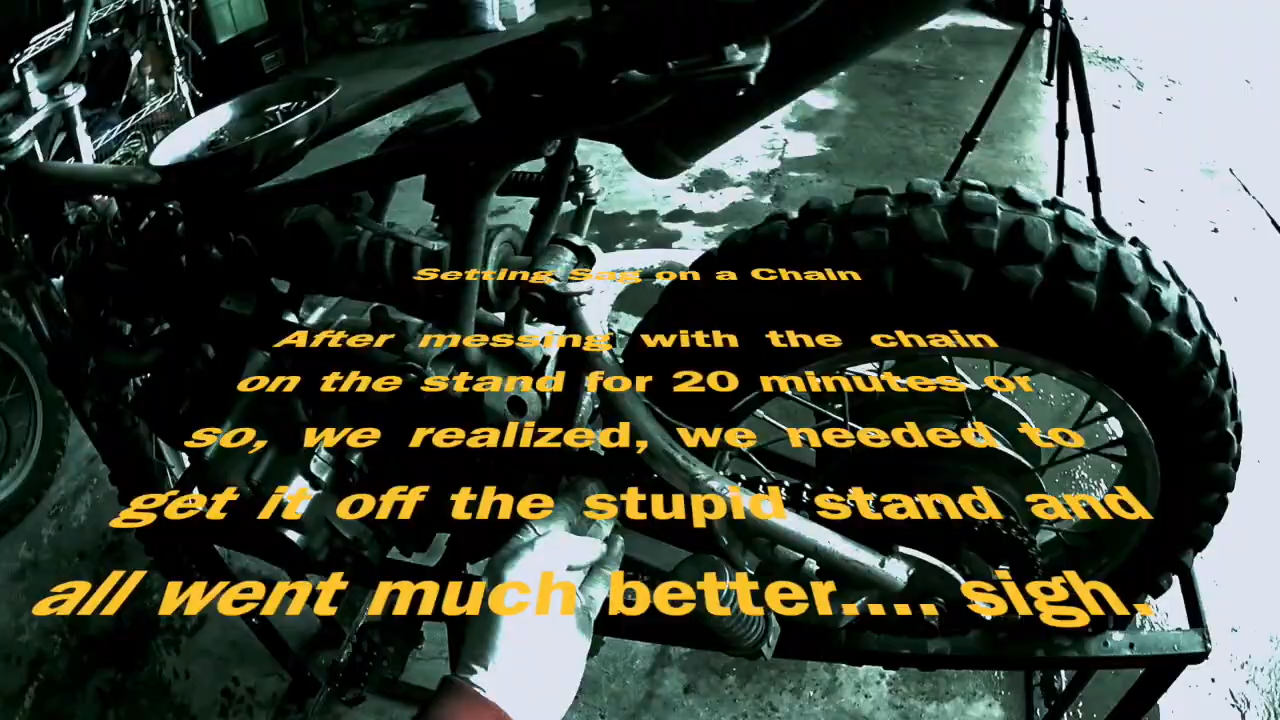 Setting Sag on a Chain
After messing with the chain
on the stand for 20 minutes or
so, we realized, we needed to
get it off the stupid stand and
all went much better.... sigh.